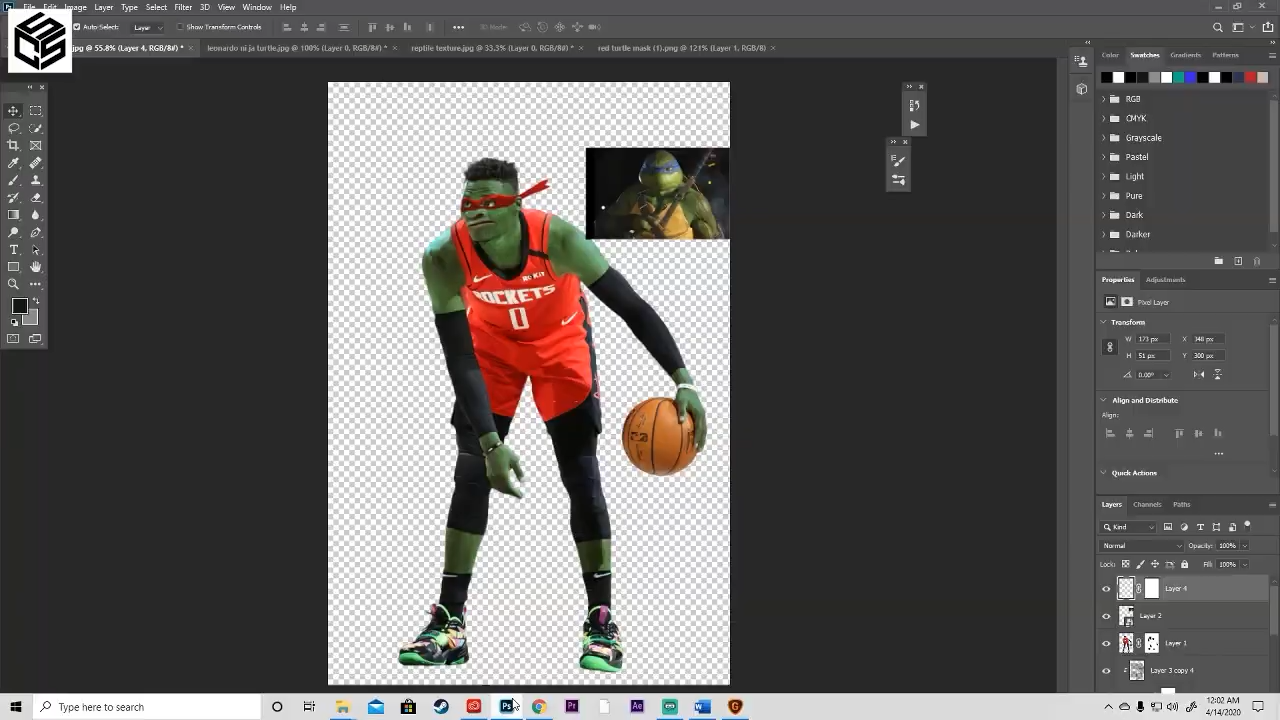 File Edit Image Layer Type Select Filter 3D View Window Help
Auto-Select: Layer Show Transform Controls 3D Mode:
.jpg @ 55.8% (Layer 4, RGB/8#) * × leonardo ni ja turtle.jpg @ 100% (Layer 0, RGB/8#) * × reptile texture.jpg @ 33.3% (Layer 0, RGB/8#) * × red turtle mask (1).png @ 121% (Layer 1, RGB/8) ×
Color Swatches Gradients Patterns
RGB
CMYK
Grayscale
Pastel
Light
Pure
Dark
Darker
ROCKETS
0
Properties Adjustments
Pixel Layer
Transform
W 173 px X 348 px
H 51 px Y 300 px
0.00°
Align and Distribute
Align:
Quick Actions
Layers Channels Paths
Kind
Normal Opacity: 100%
Lock: Fill: 100%
Layer 4
Layer 2
Layer 1
Layer 3 copy 4
Type here to search
12:02 AM
4/14/2020